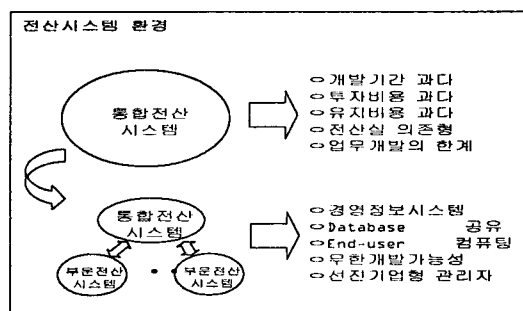 전산시스템 환경
통합전산
시스템
○개발기간 과다
○투자비용 과다
○유치비용 과다
○전산실 의존형
○업무개발의 한계
통합전산
시스템
부운전산
시스템
부운전산
시스템
○경영정보시스템
○Database 공유
○End-user 컴퓨팅
○무한개발가능성
○선진기업형 관리자